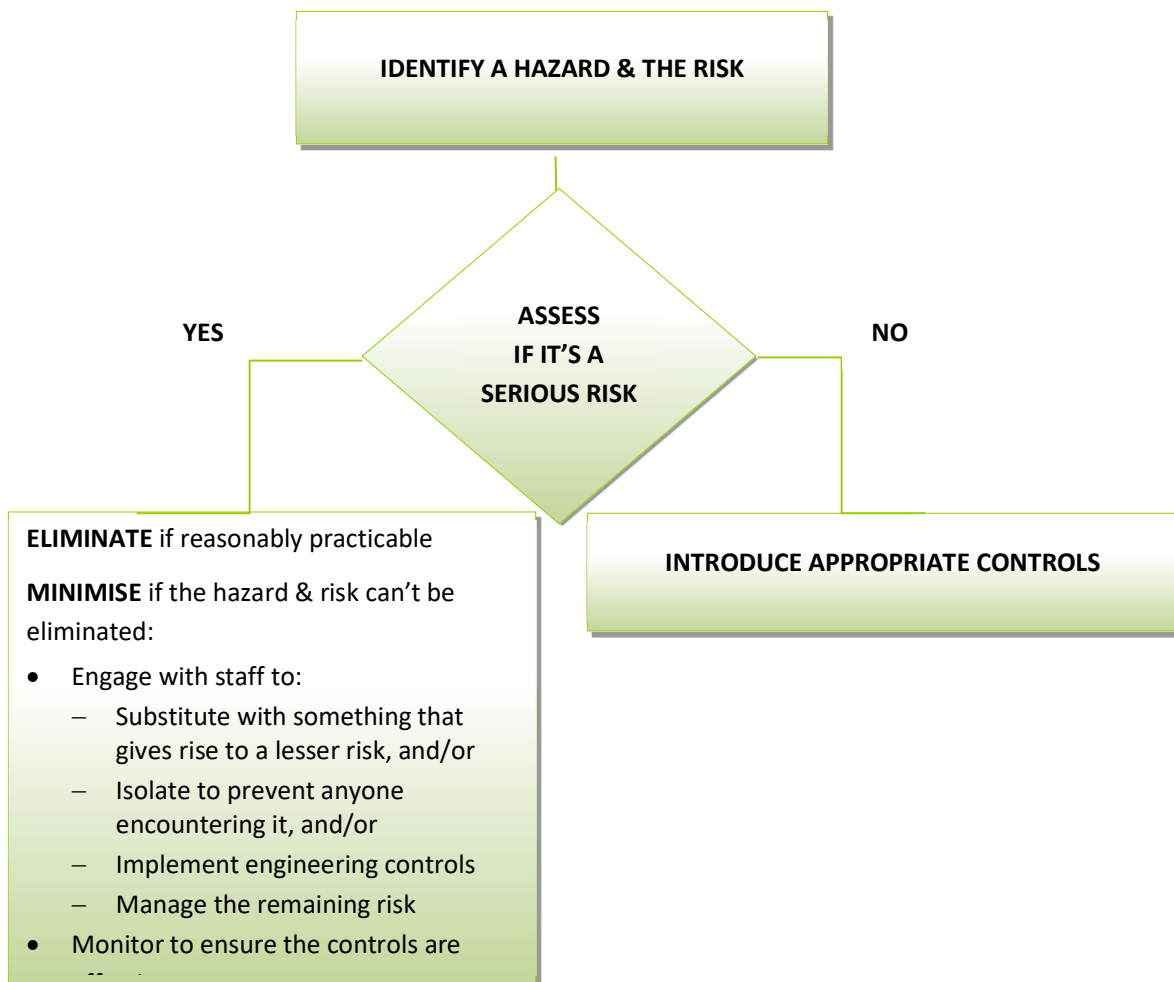 IDENTIFY A HAZARD & THE RISK
YES
ASSESS
IF IT’S A
SERIOUS RISK
NO
ELIMINATE if reasonably practicable
MINIMISE if the hazard & risk can’t be
eliminated:
• Engage with staff to:
– Substitute with something that
gives rise to a lesser risk, and/or
– Isolate to prevent anyone
encountering it, and/or
– Implement engineering controls
– Manage the remaining risk
• Monitor to ensure the controls are
INTRODUCE APPROPRIATE CONTROLS